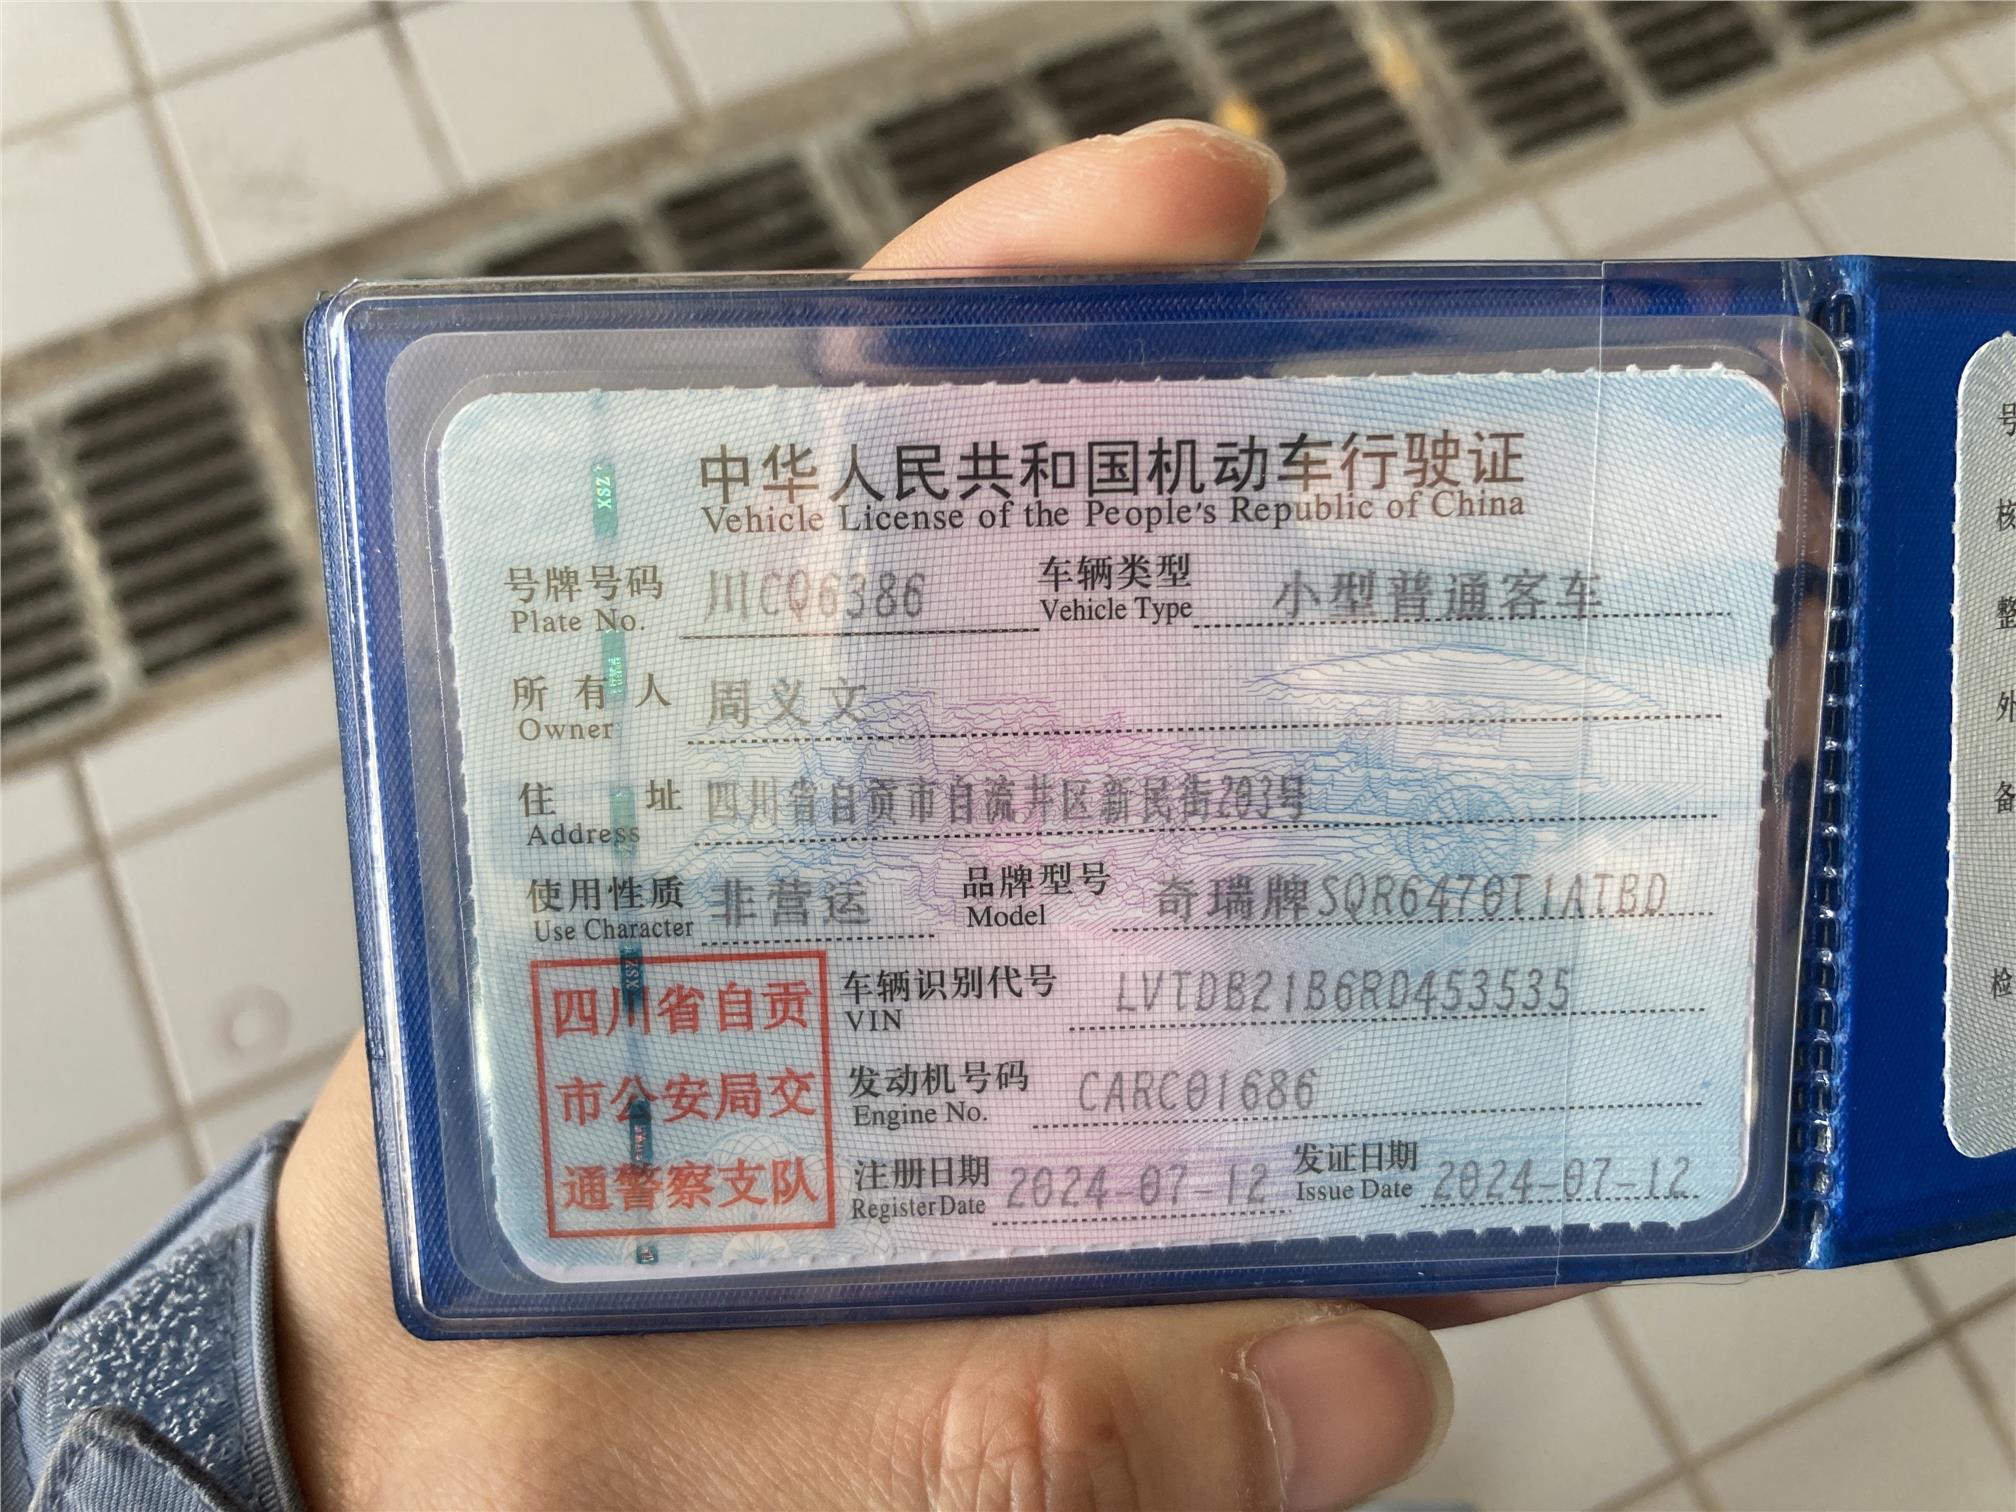 中华人民共和国机动车行驶证
Vehicle License of the People's Republic of China
号牌号码 川CQ6386 车辆类型 小型普通客车
Plate No. Vehicle Type
所有人 周义文
Owner
住址 四川省自贡市自流井区新民街203号
Address
使用性质 非营运 品牌型号 奇瑞牌SQR6470T1ATBD
Use Character Model
四川省自贡
市公安局交
通警察支队
车辆识别代号 LVTDB21B6RD453535
VIN
发动机号码 CARC01686
Engine No.
注册日期 2024-07-12 发证日期 2024-07-12
Register Date Issue Date
XSZ
XSZ
号
整
外
备
检